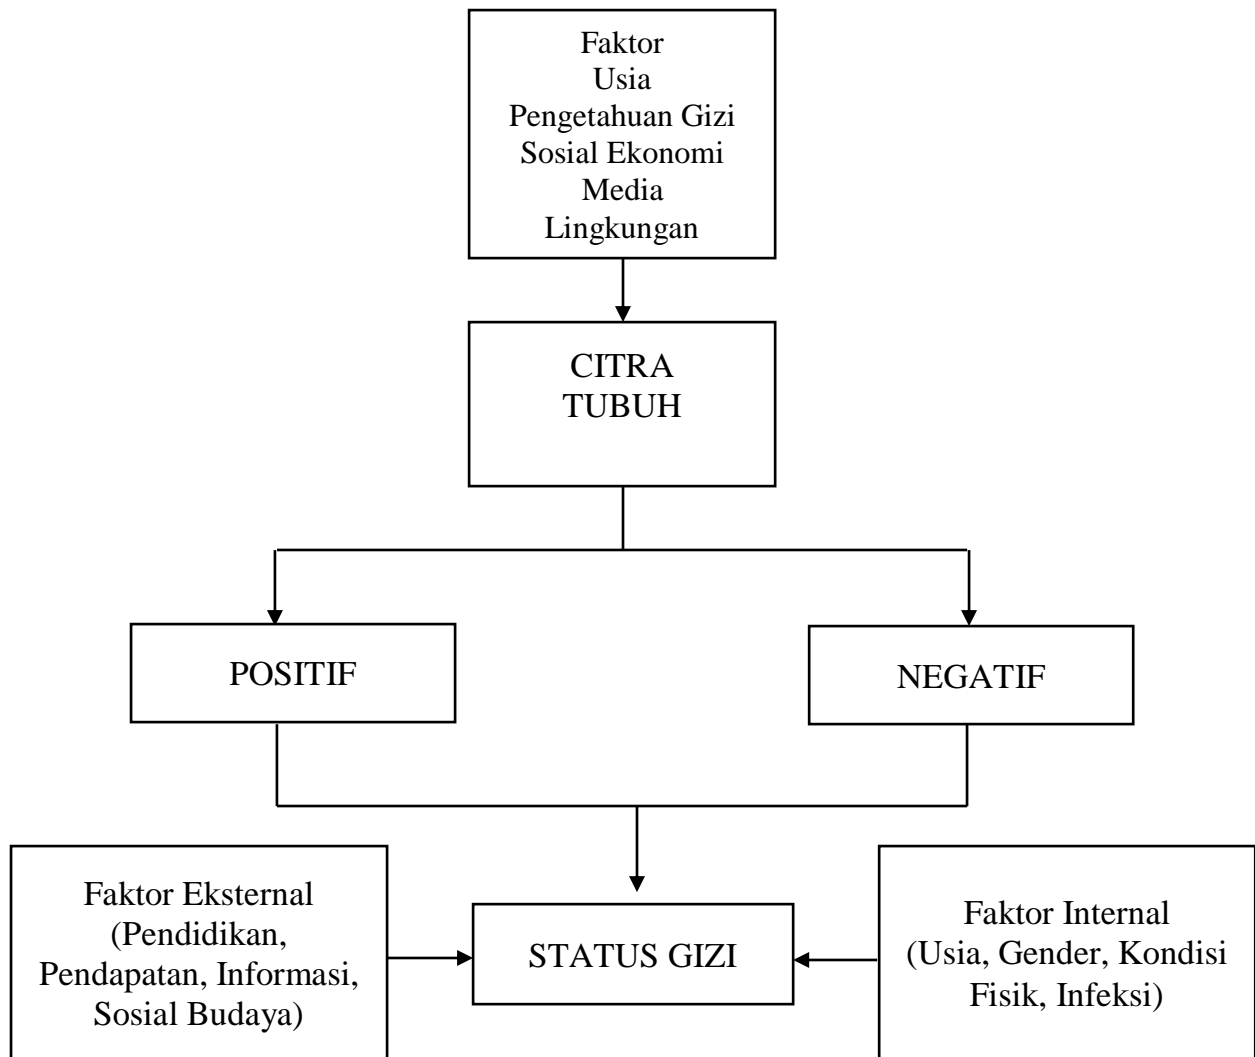 Faktor
Usia
Pengetahuan Gizi
Sosial Ekonomi
Media
Lingkungan
CITRA
TUBUH
POSITIF
NEGATIF
Faktor Eksternal
(Pendidikan,
Pendapatan, Informasi,
Sosial Budaya)
STATUS GIZI
Faktor Internal
(Usia, Gender, Kondisi
Fisik, Infeksi)